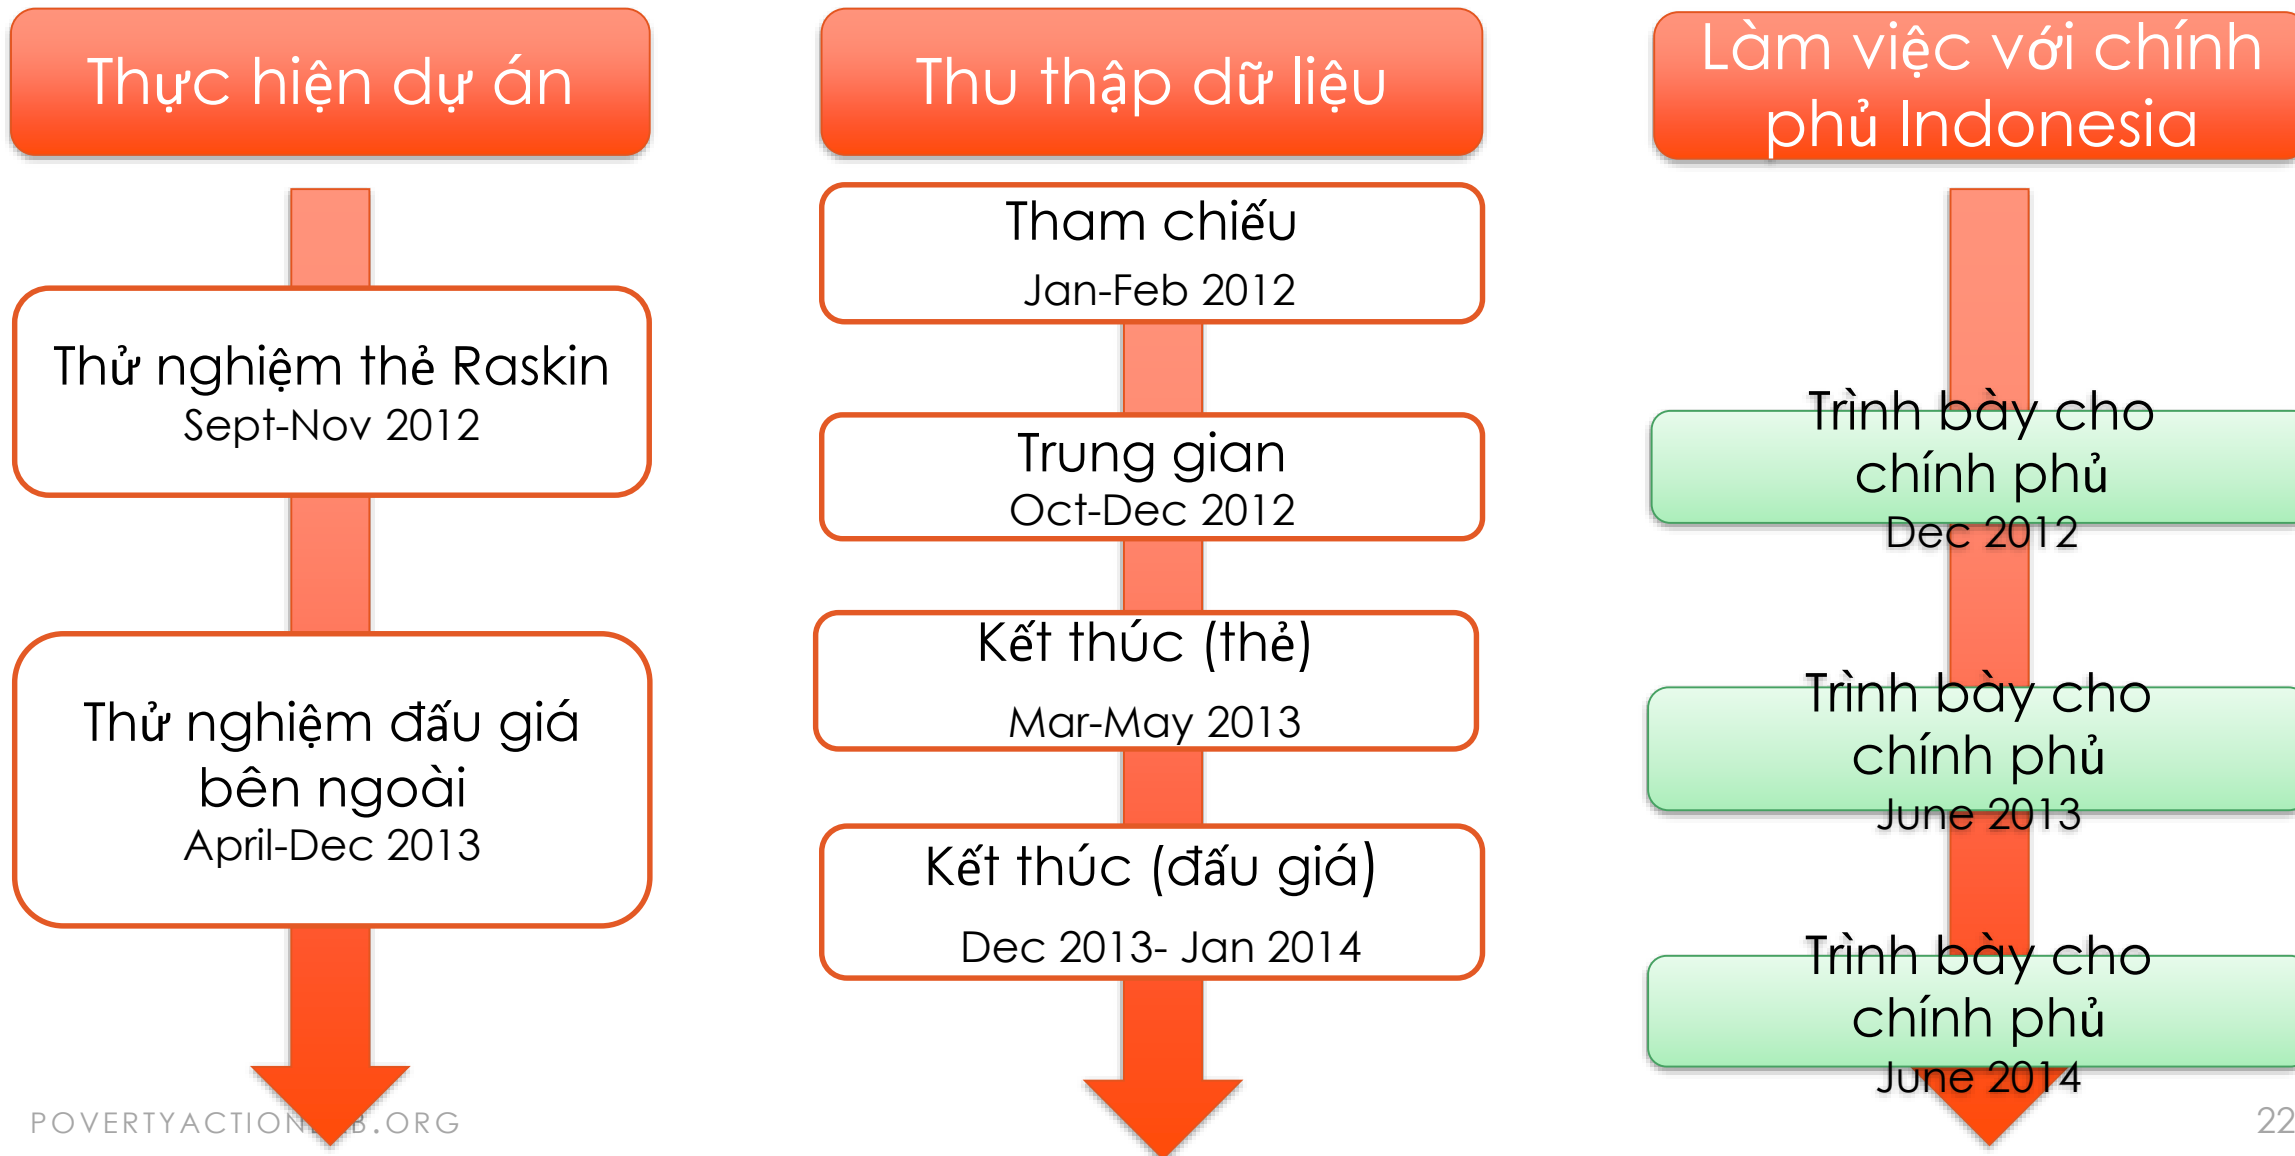 Thực hiện dự án
Thử nghiệm thẻ Raskin
Sept-Nov 2012
Thử nghiệm đấu giá
bên ngoài
April-Dec 2013
Thu thập dữ liệu
Tham chiếu
Jan-Feb 2012
Trung gian
Oct-Dec 2012
Kết thúc (thẻ)
Mar-May 2013
Kết thúc (đấu giá)
Dec 2013- Jan 2014
Làm việc với chính
phủ Indonesia
Trình bày cho
chính phủ
Dec 2012
Trình bày cho
chính phủ
June 2013
Trình bày cho
chính phủ
June 2014
22